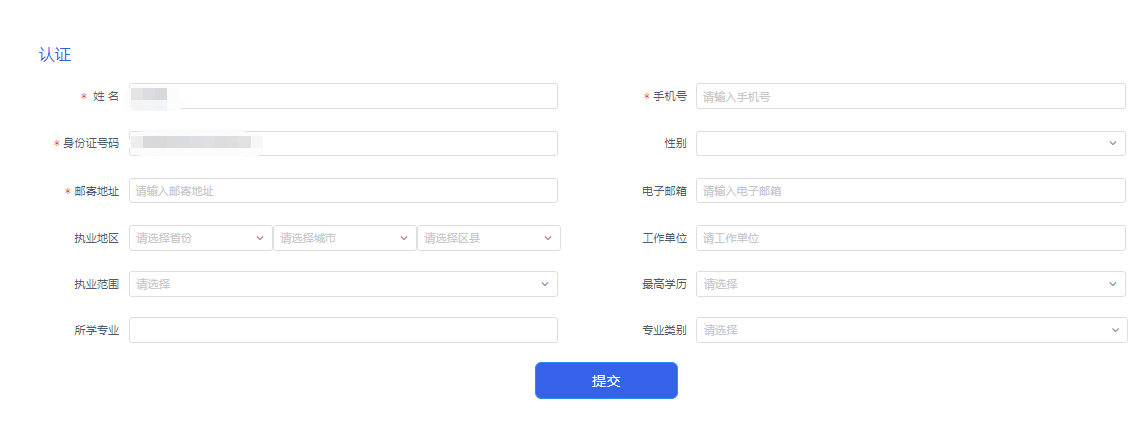 认证
* 姓 名
* 手机号 请输入手机号
* 身份证号码
性别
* 邮寄地址 请输入邮寄地址
电子邮箱 请输入电子邮箱
执业地区 请选择省份 请选择城市 请选择区县
工作单位 请工作单位
执业范围 请选择
最高学历 请选择
所学专业
专业类别 请选择
提交